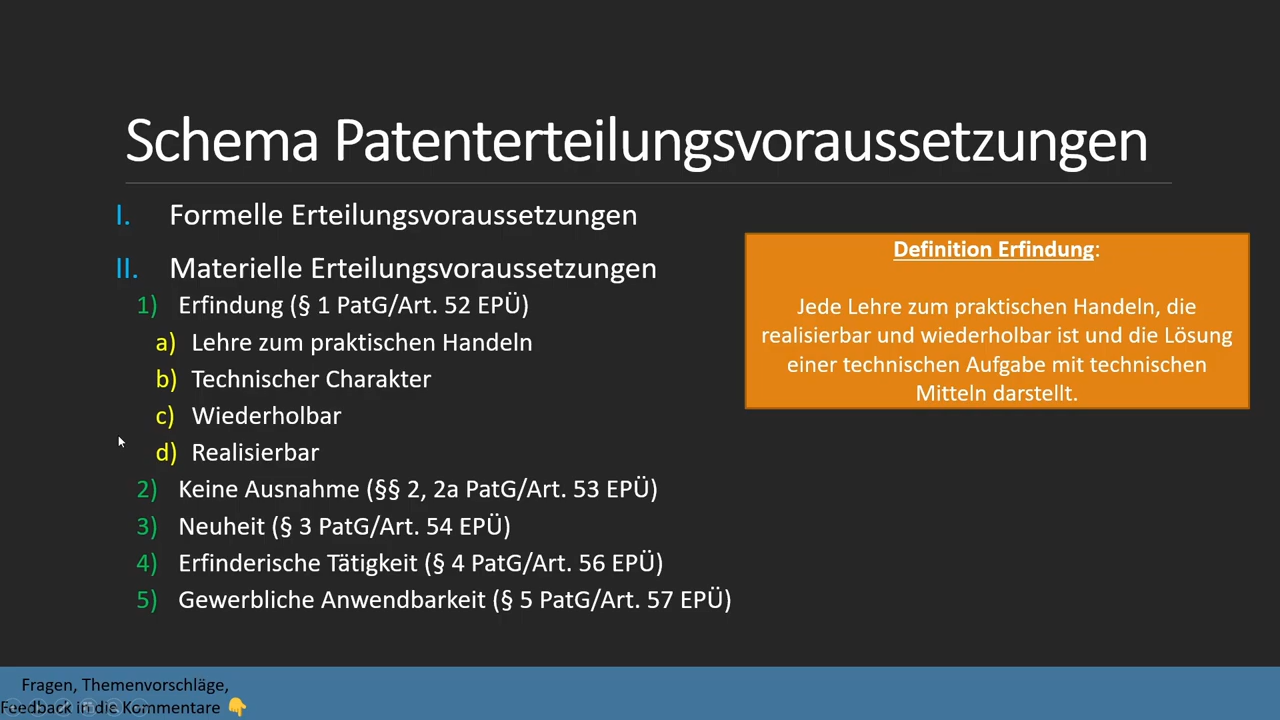 Schema Patenterteilungsvoraussetzungen
I. Formelle Erteilungsvoraussetzungen
II. Materielle Erteilungsvoraussetzungen
1) Erfindung (§ 1 PatG/Art. 52 EPÜ)
a) Lehre zum praktischen Handeln
b) Technischer Charakter
c) Wiederholbar
d) Realisierbar
2) Keine Ausnahme (§§ 2, 2a PatG/Art. 53 EPÜ)
3) Neuheit (§ 3 PatG/Art. 54 EPÜ)
4) Erfinderische Tätigkeit (§ 4 PatG/Art. 56 EPÜ)
5) Gewerbliche Anwendbarkeit (§ 5 PatG/Art. 57 EPÜ)
Definition Erfindung:
Jede Lehre zum praktischen Handeln, die
realisierbar und wiederholbar ist und die Lösung
einer technischen Aufgabe mit technischen
Mitteln darstellt.
Fragen, Themenvorschläge,
Feedback in die Kommentare 👇